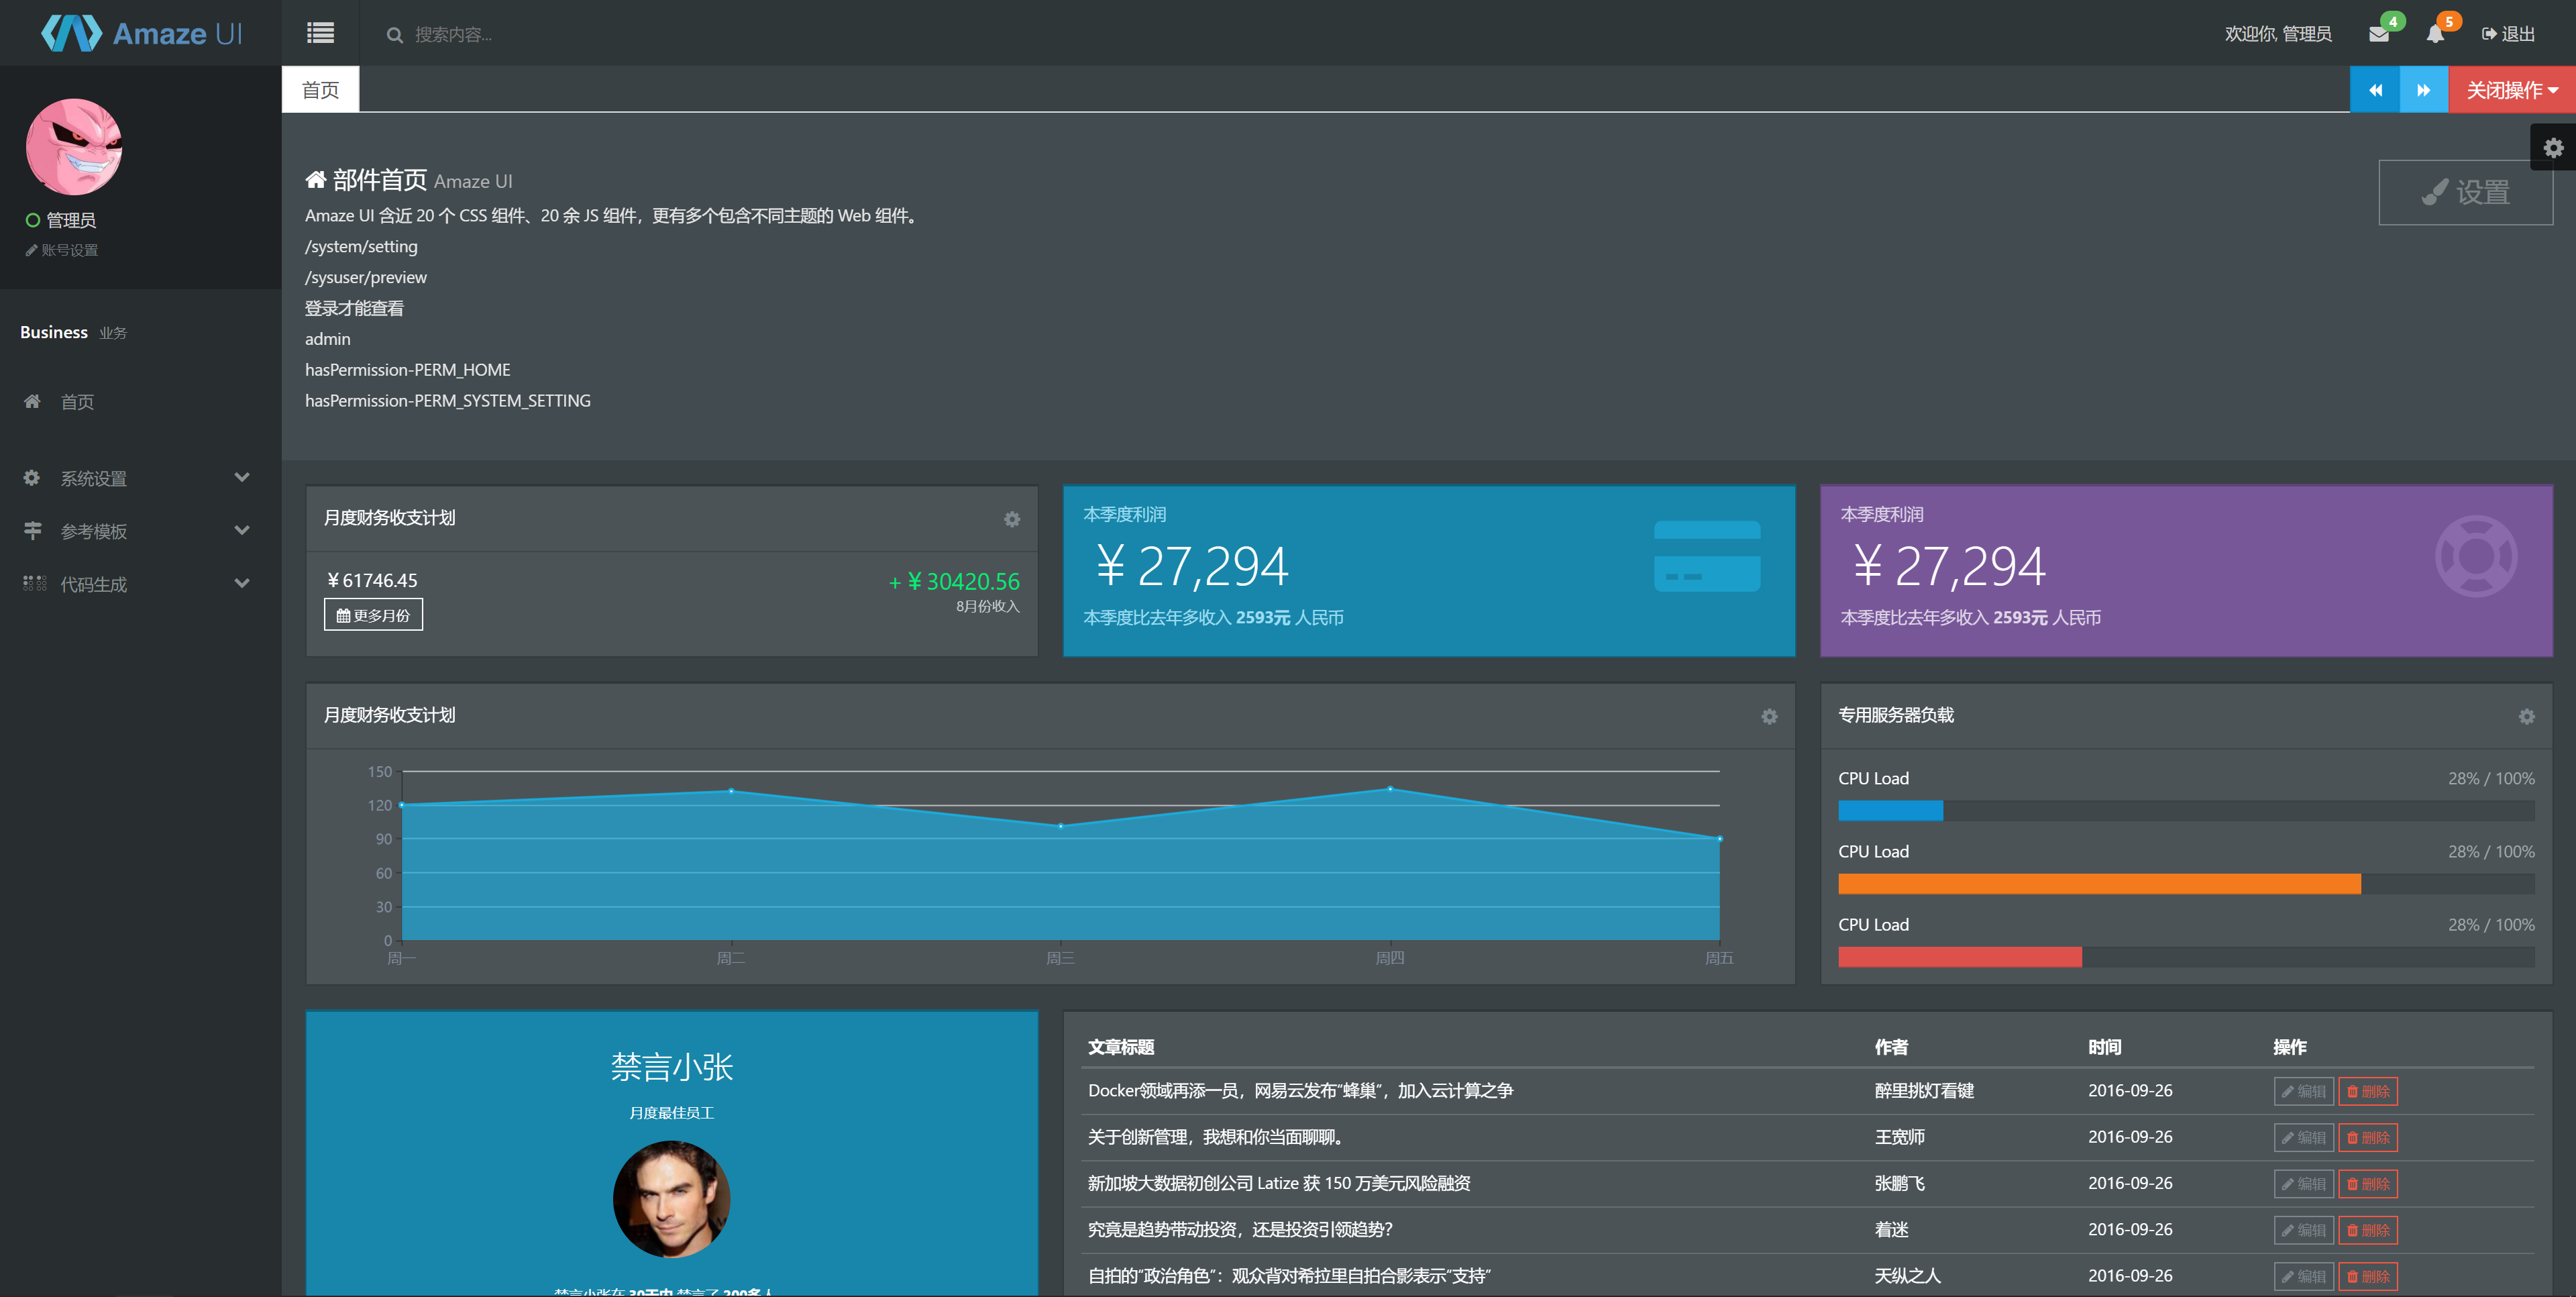 Amaze UI
搜索内容...
欢迎你, 管理员
4
5
退出
首页
关闭操作
管理员
账号设置
Business 业务
首页
系统设置
参考模板
代码生成
部件首页 Amaze UI
设置
Amaze UI 含近 20 个 CSS 组件、20 余 JS 组件，更有多个包含不同主题的 Web 组件。
/system/setting
/sysuser/preview
登录才能查看
admin
hasPermission-PERM_HOME
hasPermission-PERM_SYSTEM_SETTING
月度财务收支计划
￥61746.45
更多月份
+￥30420.56
8月份收入
本季度利润
￥27,294
本季度比去年多收入 2593元 人民币
本季度利润
￥27,294
本季度比去年多收入 2593元 人民币
月度财务收支计划
150
120
90
60
30
0
周一 周二 周三 周四 周五
专用服务器负载
CPU Load 28% / 100%
CPU Load 28% / 100%
CPU Load 28% / 100%
禁言小张
月度最佳员工
禁言小张在 30天内 禁言了 200多人
文章标题 作者 时间 操作
Docker领域再添一员，网易云发布“蜂巢”，加入云计算之争 醉里挑灯看键 2016-09-26 编辑 删除
关于创新管理，我想和你当面聊聊。 王宽师 2016-09-26 编辑 删除
新加坡大数据初创公司 Latize 获 150 万美元风险融资 张鹏飞 2016-09-26 编辑 删除
究竟是趋势带动投资，还是投资引领趋势? 着迷 2016-09-26 编辑 删除
自拍的“政治角色”：观众背对希拉里自拍合影表示“支持” 天纵之人 2016-09-26 编辑 删除